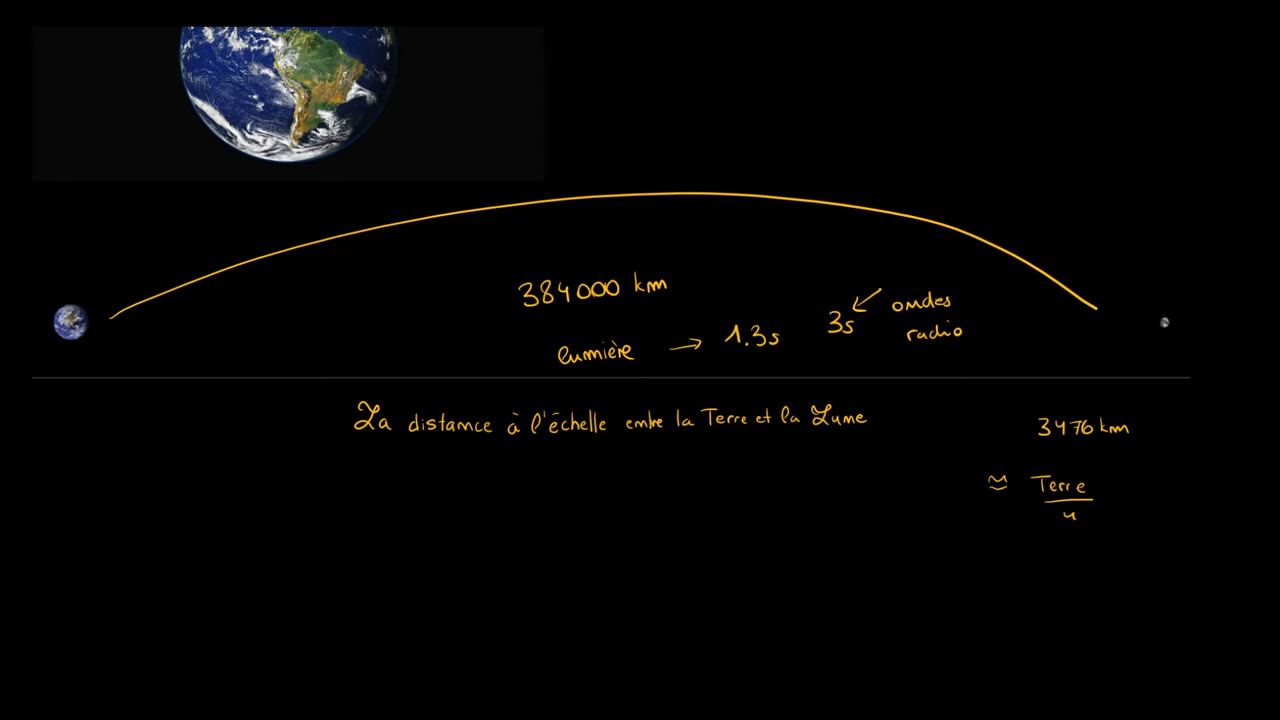 384000 km
lumière → 1.3s
3s
ondes
radio
La distance à l'échelle entre la Terre et la Lune
3476 km
≃ Terre
4